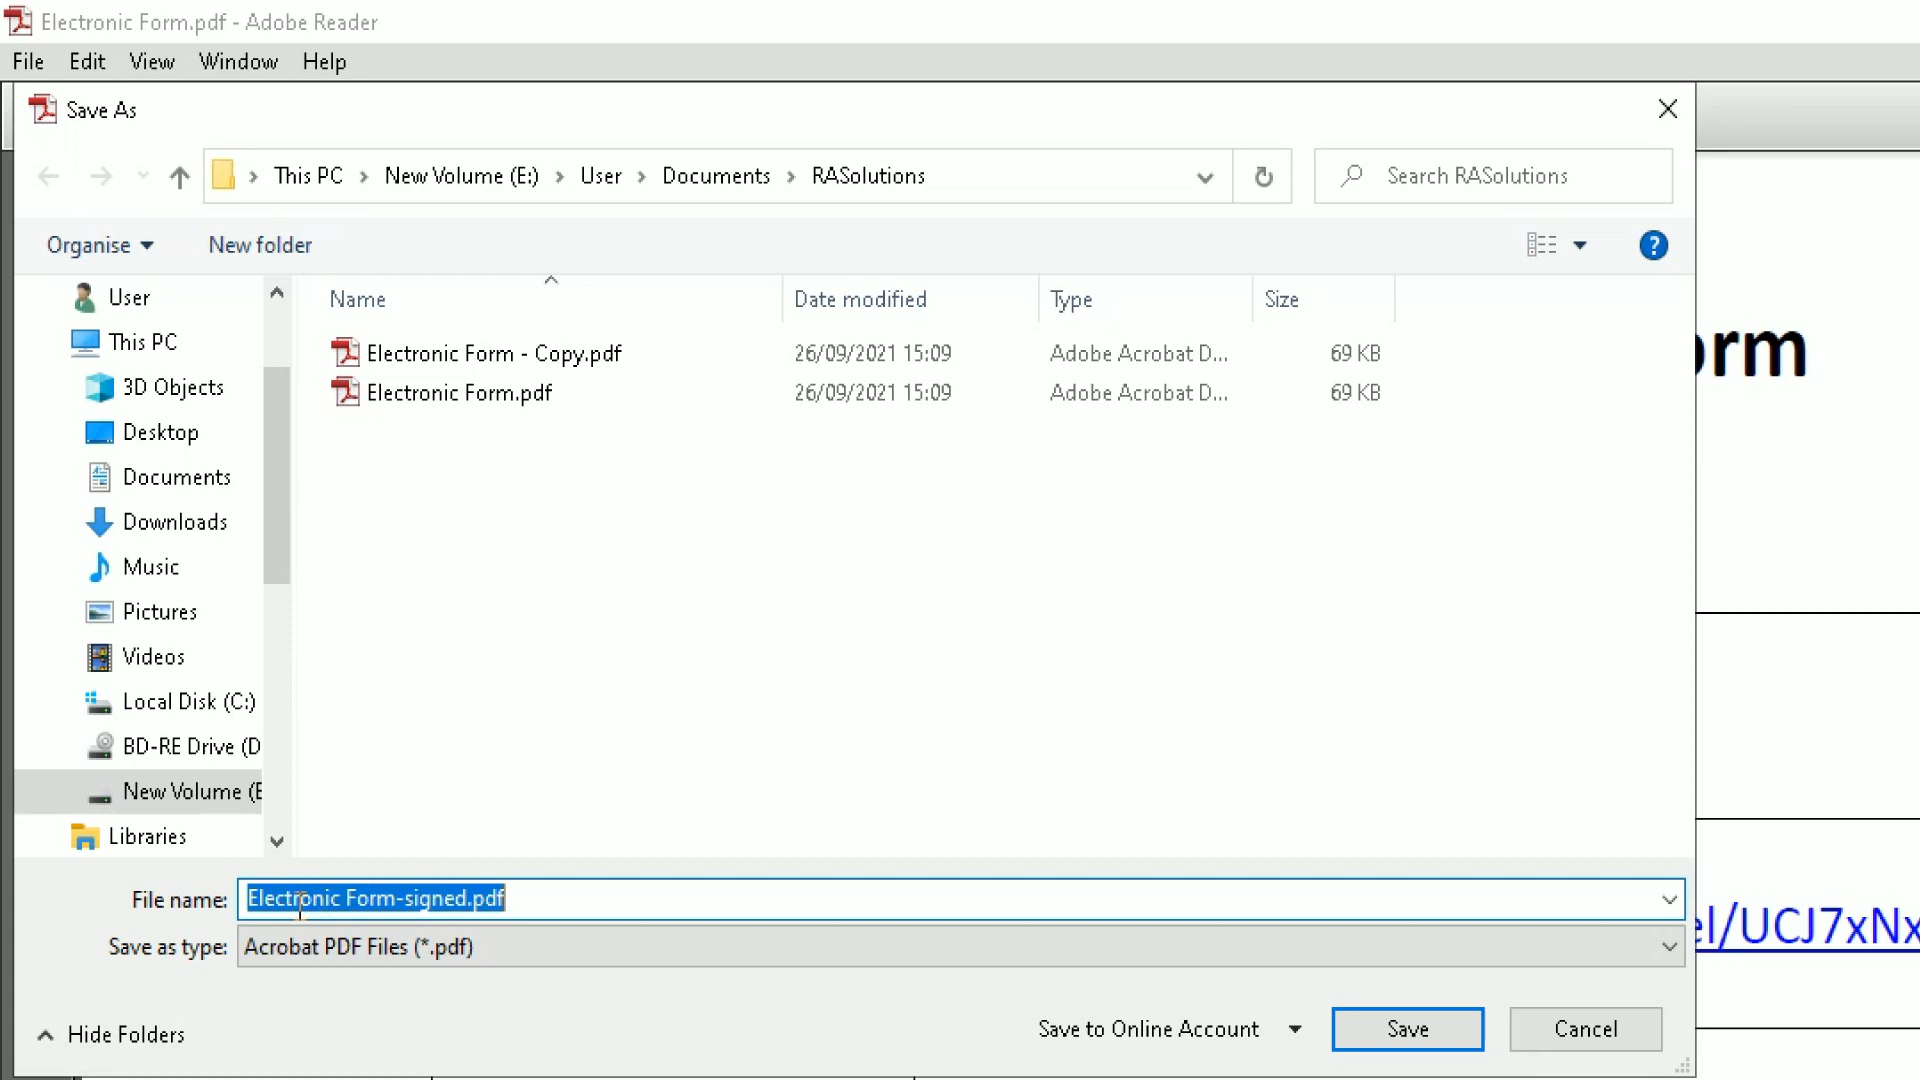 Electronic Form.pdf - Adobe Reader
File Edit View Window Help
Save As
This PC New Volume (E:) User Documents RASolutions Search RASolutions
Organise New folder
User
This PC
3D Objects
Desktop
Documents
Downloads
Music
Pictures
Videos
Local Disk (C:)
BD-RE Drive (D
New Volume (E
Libraries
Name Date modified Type Size
Electronic Form - Copy.pdf 26/09/2021 15:09 Adobe Acrobat D... 69 KB
Electronic Form.pdf 26/09/2021 15:09 Adobe Acrobat D... 69 KB
orm
File name: Electronic Form-signed.pdf
el/UCJ7xNx
Save as type: Acrobat PDF Files (*.pdf)
Hide Folders Save to Online Account Save Cancel